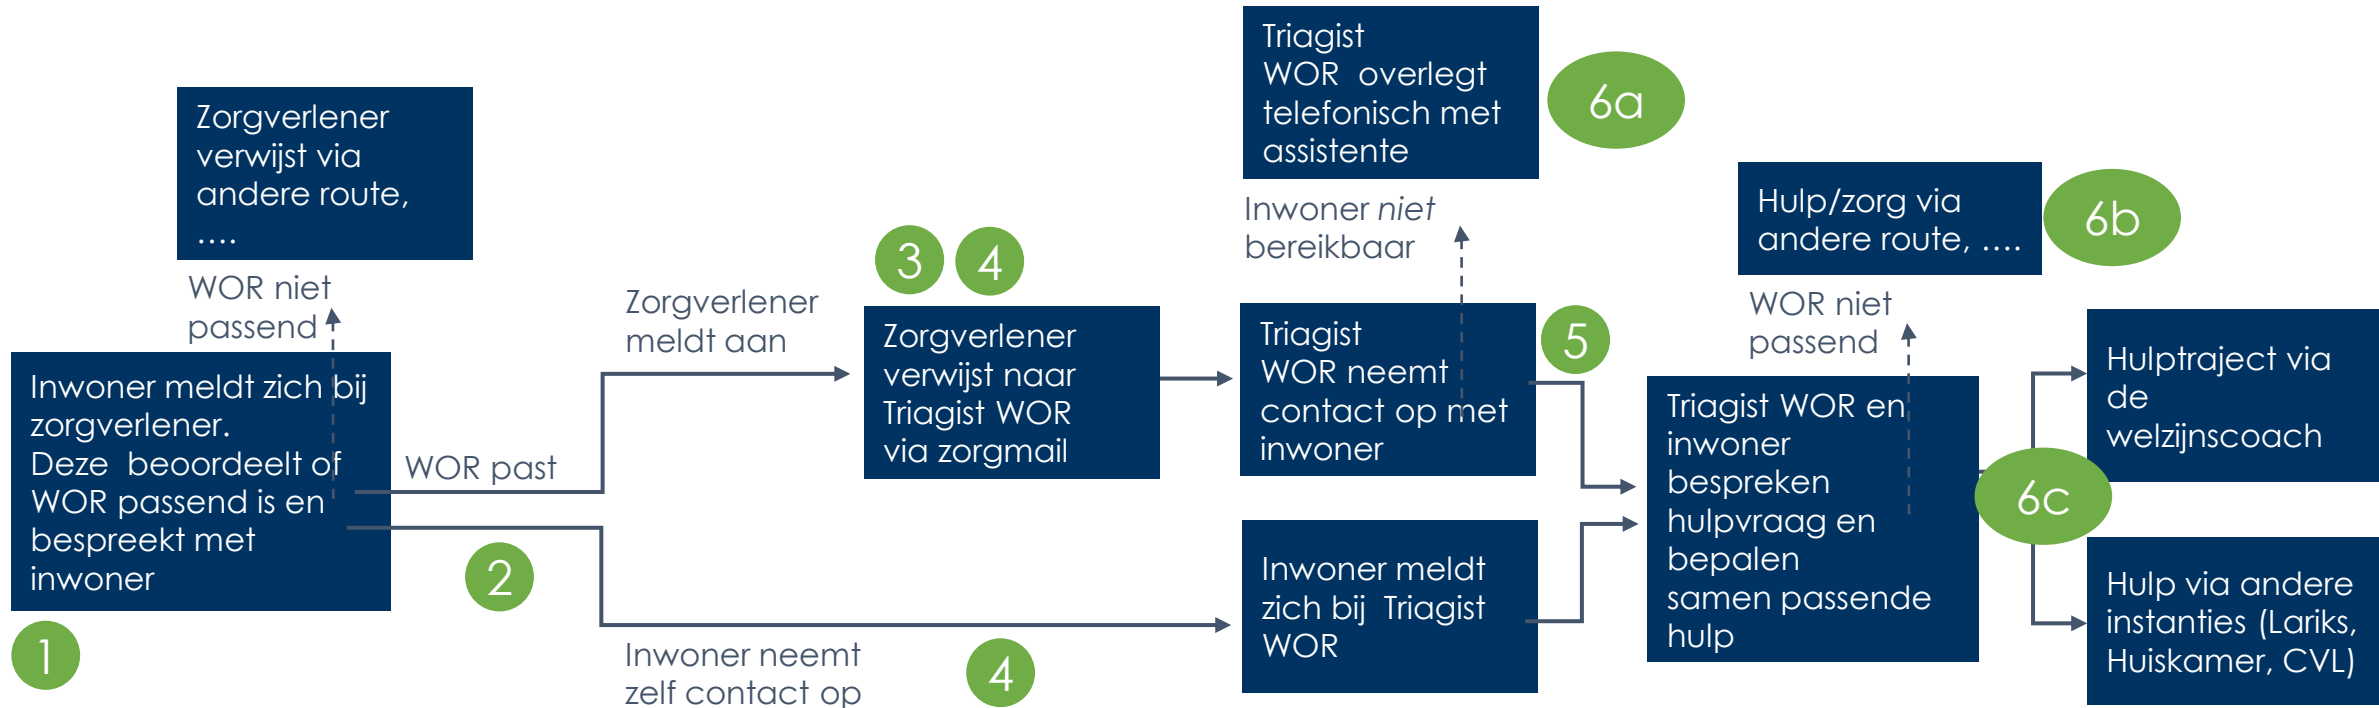 Zorgverlener
verwijst via
andere route,
….
WOR niet
passend
Inwoner meldt zich bij
zorgverlener.
Deze  beoordeelt of
WOR passend is en
bespreekt met
inwoner
1
WOR past
2
Zorgverlener
meldt aan
Inwoner neemt
zelf contact op
3
4
Zorgverlener
verwijst naar
Triagist WOR
via zorgmail
4
Triagist
WOR  overlegt
telefonisch met
assistente
6a
Inwoner niet
bereikbaar
Triagist
WOR neemt
contact op met
inwoner
5
Inwoner meldt
zich bij  Triagist
WOR
Hulp/zorg via
andere route, ….
6b
WOR niet
passend
Triagist WOR en
inwoner
bespreken
hulpvraag en
bepalen
samen passende
hulp
6c
Hulptraject via
de
welzijnscoach
Hulp via andere
instanties (Lariks,
Huiskamer, CVL)